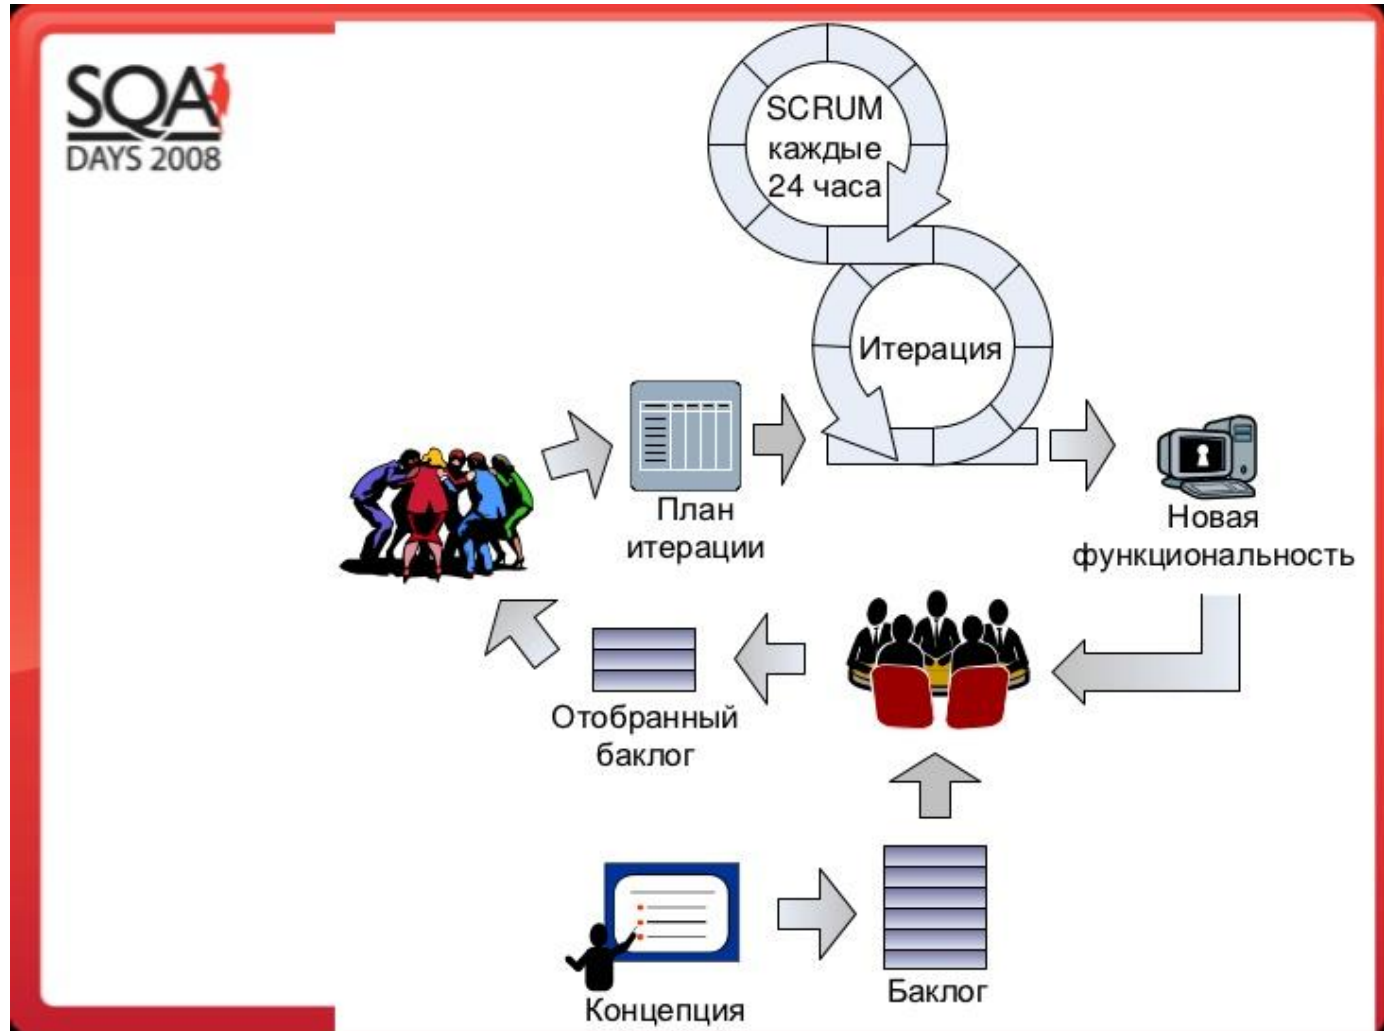 SQA
DAYS 2008
SCRUM
каждые
24 часа
Итерация
План
итерации
Новая
функциональность
Отобранный
баклог
Концепция
Баклог